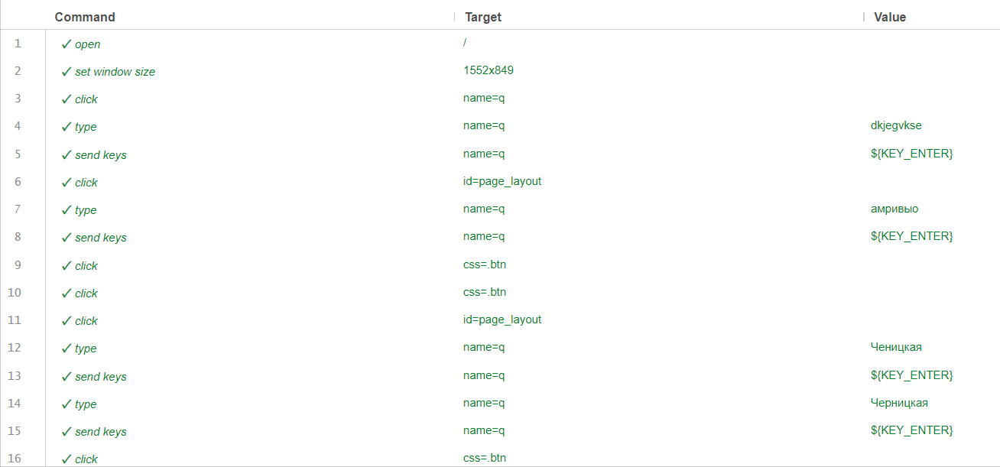 Command Target Value
1 ✓ open /
2 ✓ set window size 1552x849
3 ✓ click name=q
4 ✓ type name=q dkjegvkse
5 ✓ send keys name=q ${KEY_ENTER}
6 ✓ click id=page_layout
7 ✓ type name=q амривыо
8 ✓ send keys name=q ${KEY_ENTER}
9 ✓ click css=.btn
10 ✓ click css=.btn
11 ✓ click id=page_layout
12 ✓ type name=q Ченицкая
13 ✓ send keys name=q ${KEY_ENTER}
14 ✓ type name=q Черницкая
15 ✓ send keys name=q ${KEY_ENTER}
16 ✓ click css=.btn